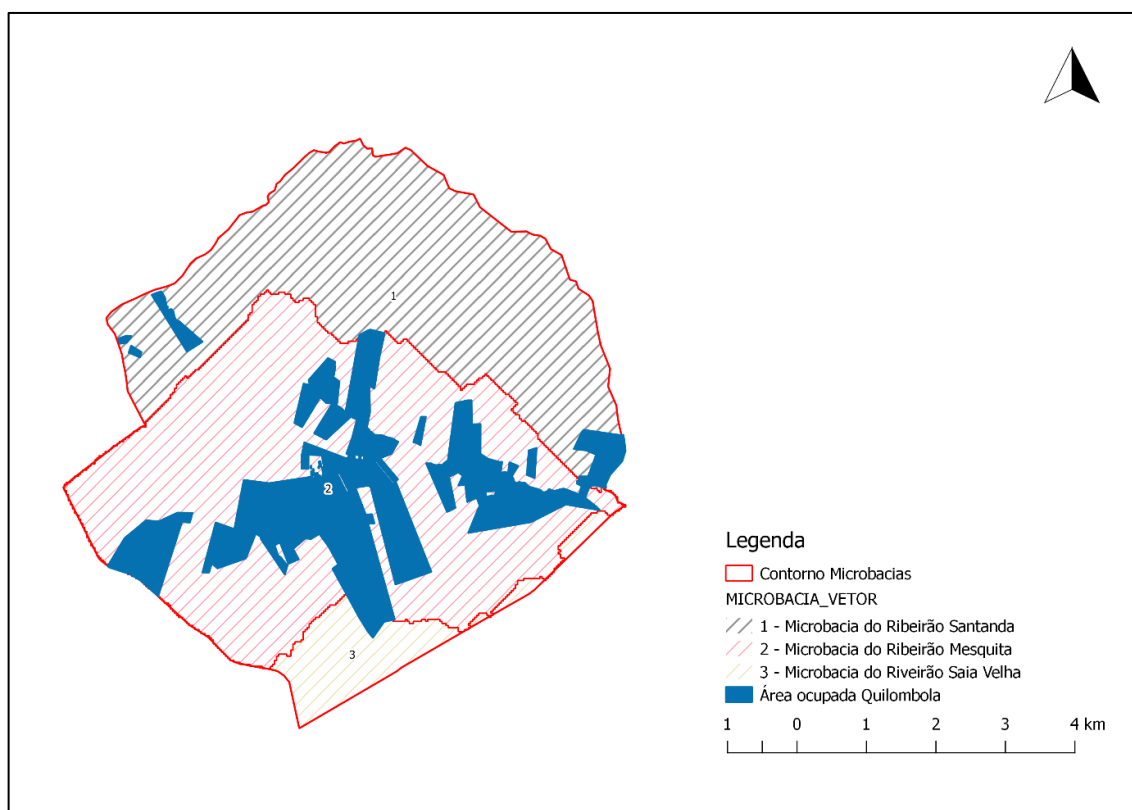 1
2
3
Legenda
Contorno Microbacias
MICROBACIA_VETOR
1 - Microbacia do Ribeirão Santanda
2 - Microbacia do Ribeirão Mesquita
3 - Microbacia do Riveirão Saia Velha
Área ocupada Quilombola
1 0 1 2 3 4 km